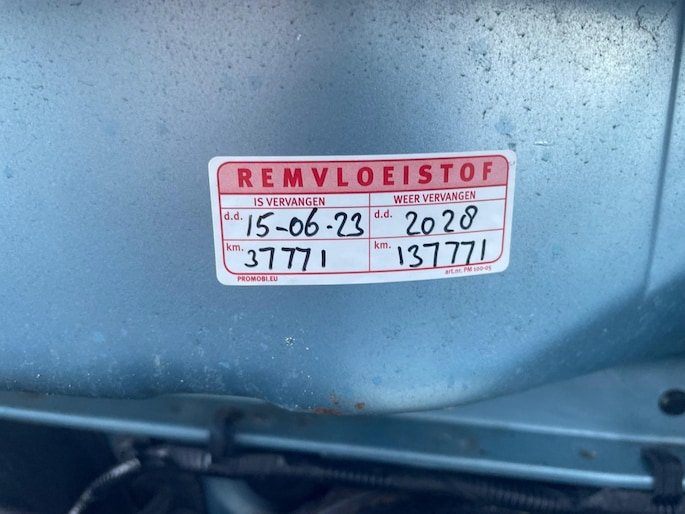 REMVLOEISTOF
IS VERVANGEN WEER VERVANGEN
d.d. 15-06-23 d.d. 2028
km. 37771 km. 137771
PROMOBI.EU art.nr. PM 100-05